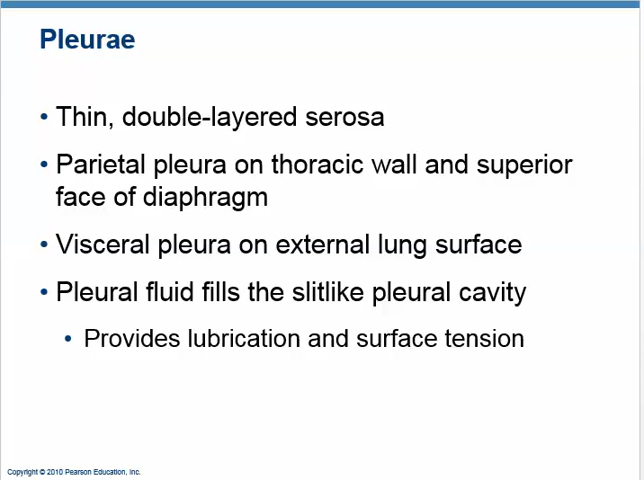 Pleurae
• Thin, double-layered serosa
• Parietal pleura on thoracic wall and superior
face of diaphragm
• Visceral pleura on external lung surface
• Pleural fluid fills the slitlike pleural cavity
• Provides lubrication and surface tension
Copyright © 2010 Pearson Education, Inc.